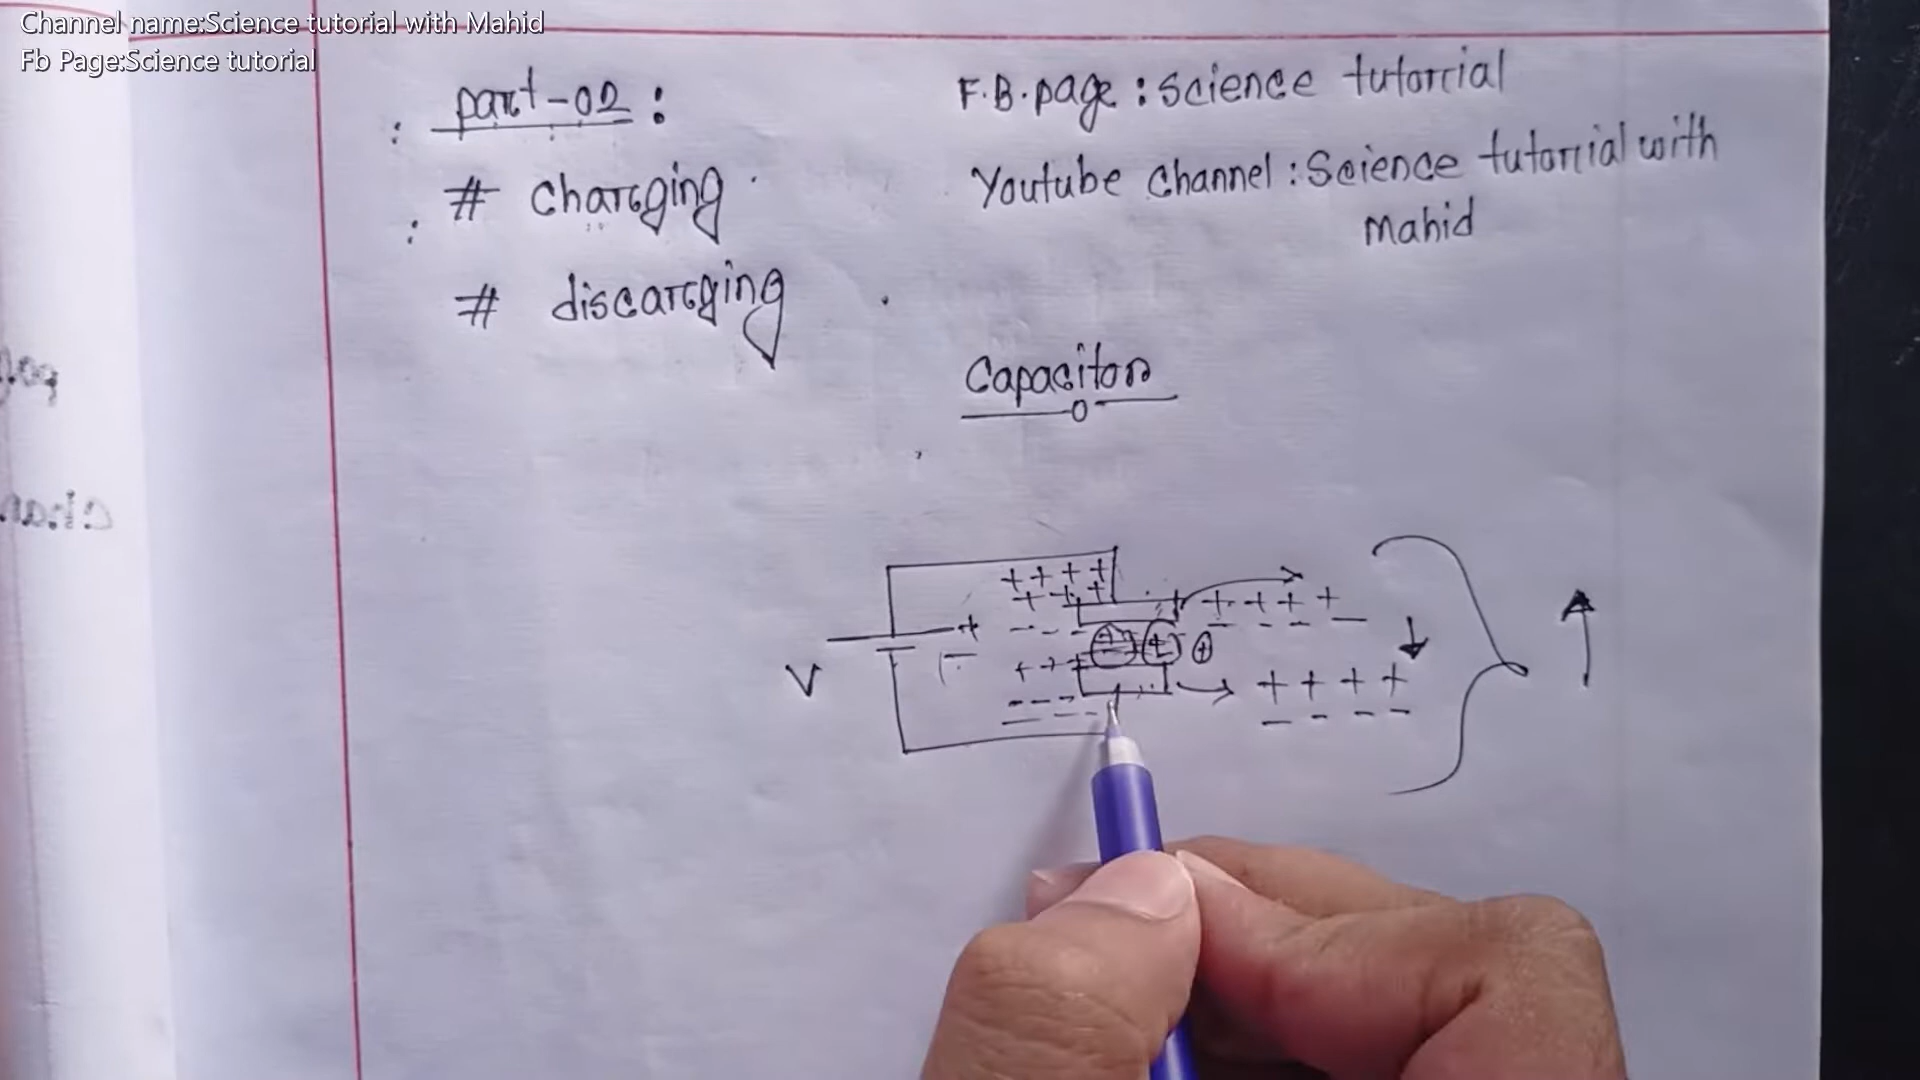 Channel name:Science tutorial with Mahid
Fb Page:Science tutorial
part-02 :
# Charging
# discarging
F.B.page : Science tutorial
Youtube channel : Science tutorial with
Mahid
Capacitor
+ + + +
+ + +
+
- - -
+ + + +
- - - -
+
-
+ + +
+ + +
V
- - -
- - -
+ + + +
- - - -